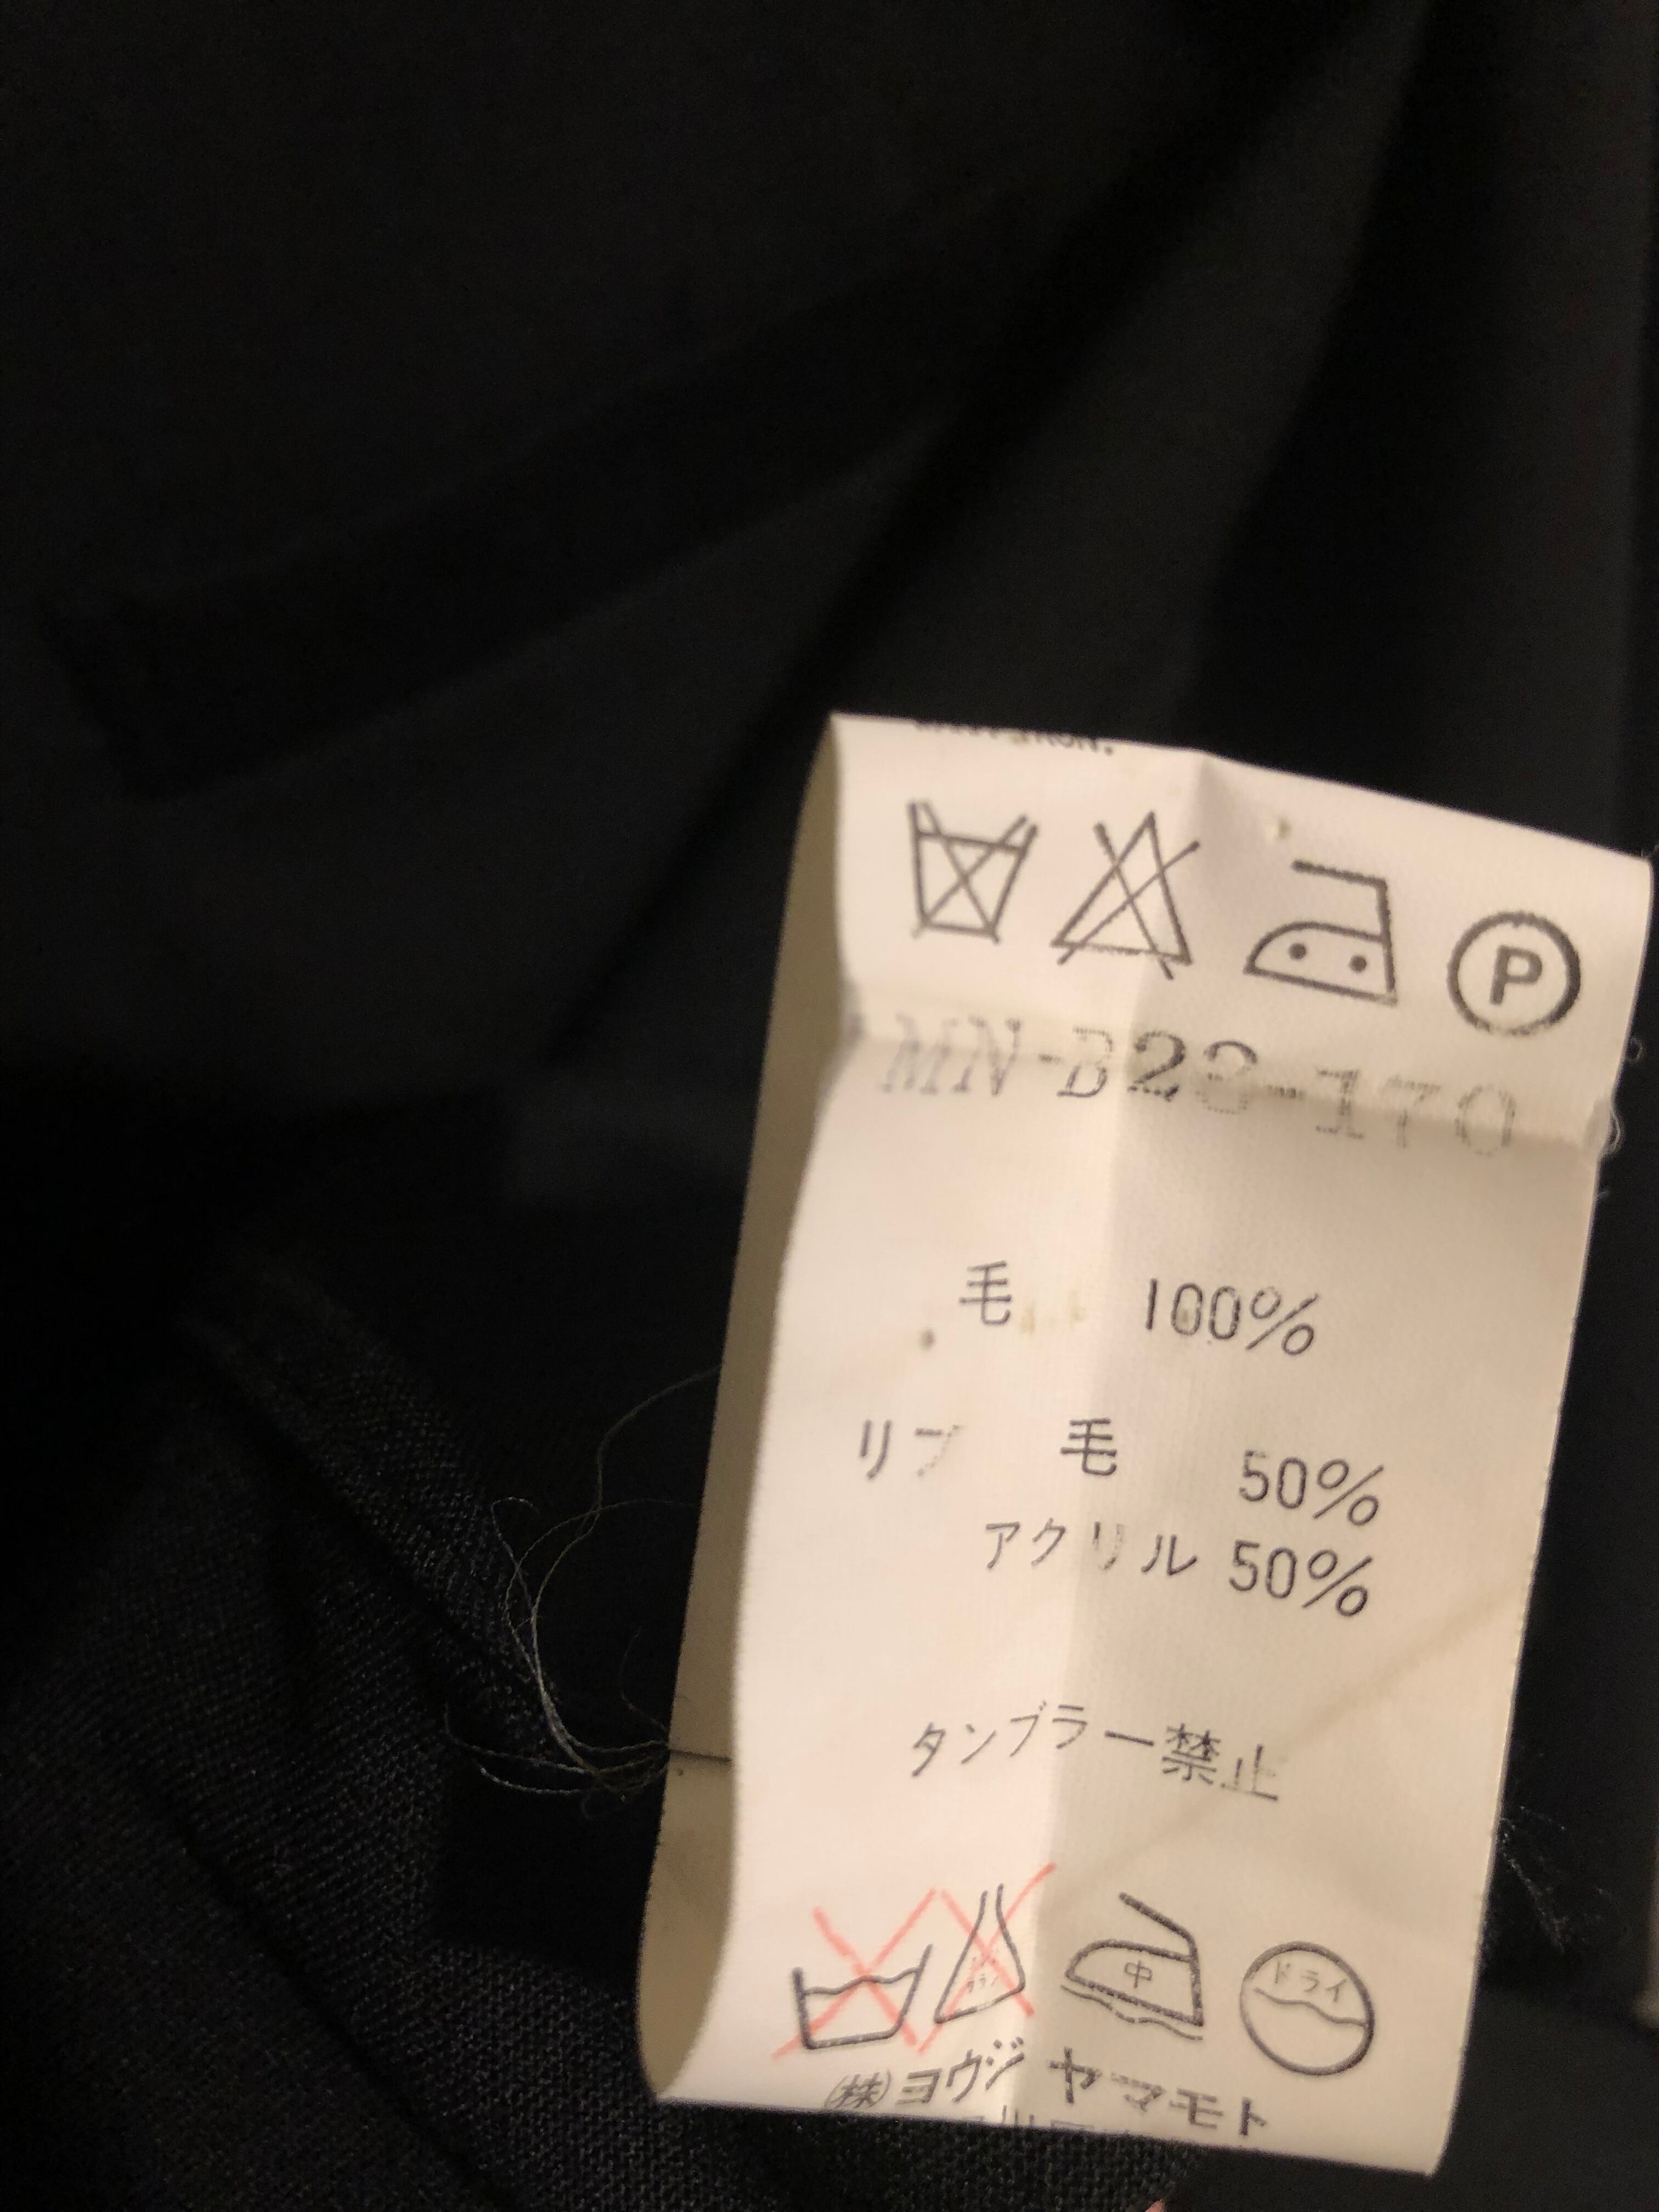 P
MN-B28-170
毛 100%
リブ 毛 50%
アクリル 50%
タンブラー禁止
中 ドライ
㈱ヨウジ ヤマモト